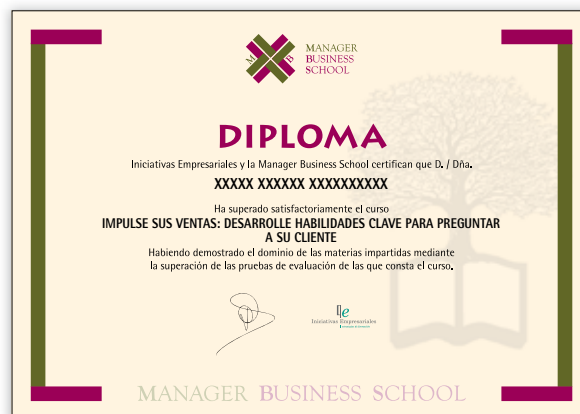 M B
MANAGER
BUSINESS
SCHOOL
DIPLOMA
Iniciativas Empresariales y la Manager Business School certifican que D. / Dña.
XXXXX XXXXXX XXXXXXXXXX
Ha superado satisfactoriamente el curso
IMPULSE SUS VENTAS: DESARROLLE HABILIDADES CLAVE PARA PREGUNTAR
A SU CLIENTE
Habiendo demostrado el dominio de las materias impartidas mediante
la superación de las pruebas de evaluación de las que consta el curso.
Iniciativas Empresariales
MANAGER BUSINESS SCHOOL